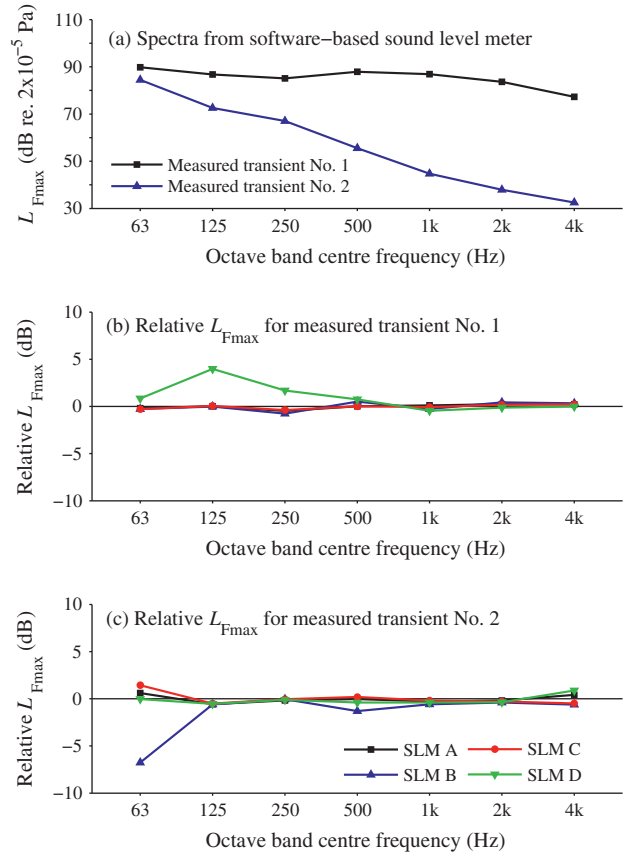 (a) Spectra from software−based sound level meter
L Fmax (dB re. 2x10⁻⁵ Pa)
110
90
70
50
30
Measured transient No. 1
Measured transient No. 2
63 125 250 500 1k 2k 4k
Octave band centre frequency (Hz)
(b) Relative L Fmax for measured transient No. 1
Relative L Fmax (dB)
10
5
0
−5
−10
63 125 250 500 1k 2k 4k
Octave band centre frequency (Hz)
(c) Relative L Fmax for measured transient No. 2
Relative L Fmax (dB)
10
5
0
−5
−10
SLM A SLM C
SLM B SLM D
63 125 250 500 1k 2k 4k
Octave band centre frequency (Hz)